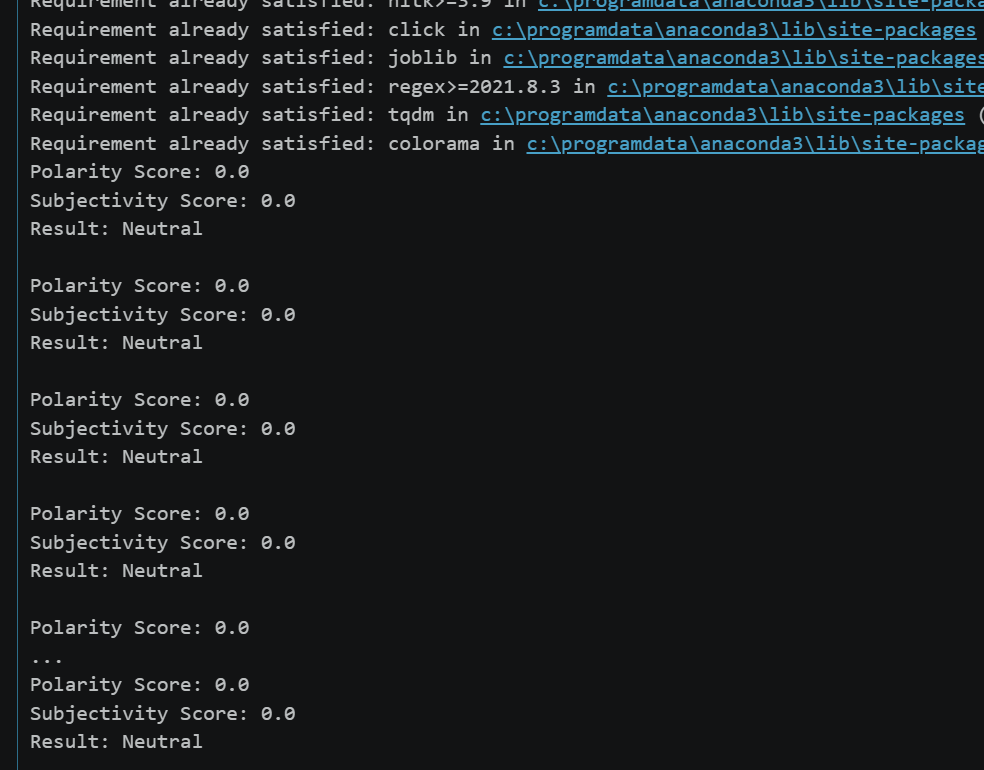 Requirement already satisfied: nltk>=3.9 in c:\programdata\anaconda3\lib\site-packa
Requirement already satisfied: click in c:\programdata\anaconda3\lib\site-packages
Requirement already satisfied: joblib in c:\programdata\anaconda3\lib\site-packages
Requirement already satisfied: regex>=2021.8.3 in c:\programdata\anaconda3\lib\site
Requirement already satisfied: tqdm in c:\programdata\anaconda3\lib\site-packages (
Requirement already satisfied: colorama in c:\programdata\anaconda3\lib\site-packag
Polarity Score: 0.0
Subjectivity Score: 0.0
Result: Neutral
Polarity Score: 0.0
Subjectivity Score: 0.0
Result: Neutral
Polarity Score: 0.0
Subjectivity Score: 0.0
Result: Neutral
Polarity Score: 0.0
Subjectivity Score: 0.0
Result: Neutral
Polarity Score: 0.0
...
Polarity Score: 0.0
Subjectivity Score: 0.0
Result: Neutral